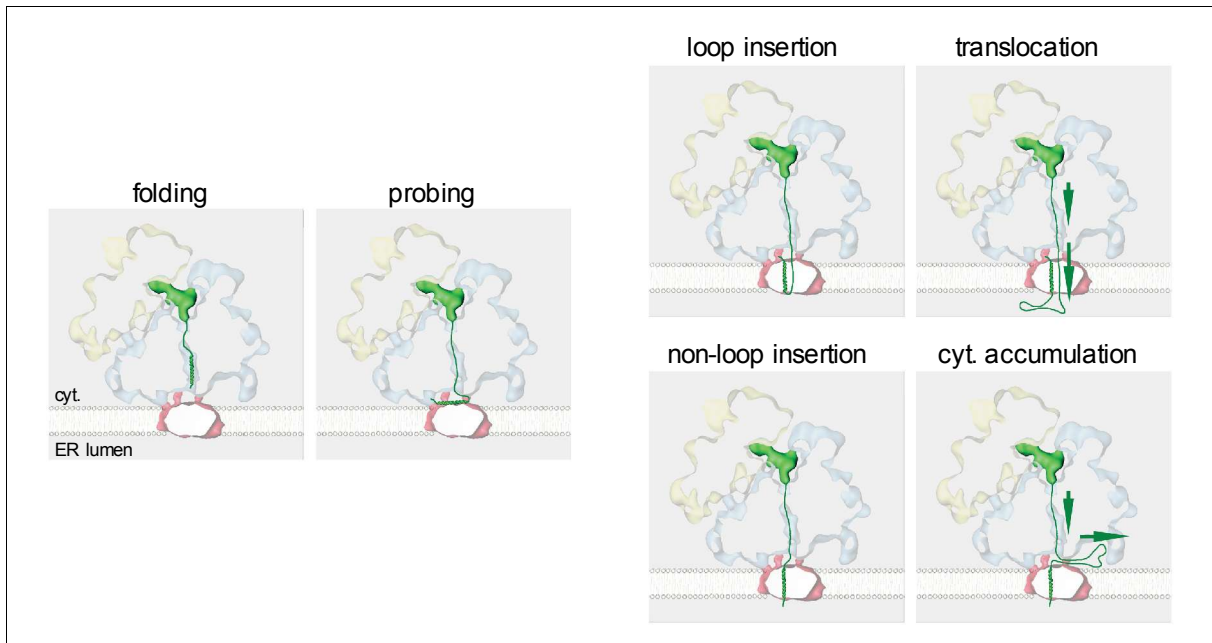 folding
probing
cyt.
ER lumen
loop insertion
translocation
non-loop insertion
cyt. accumulation